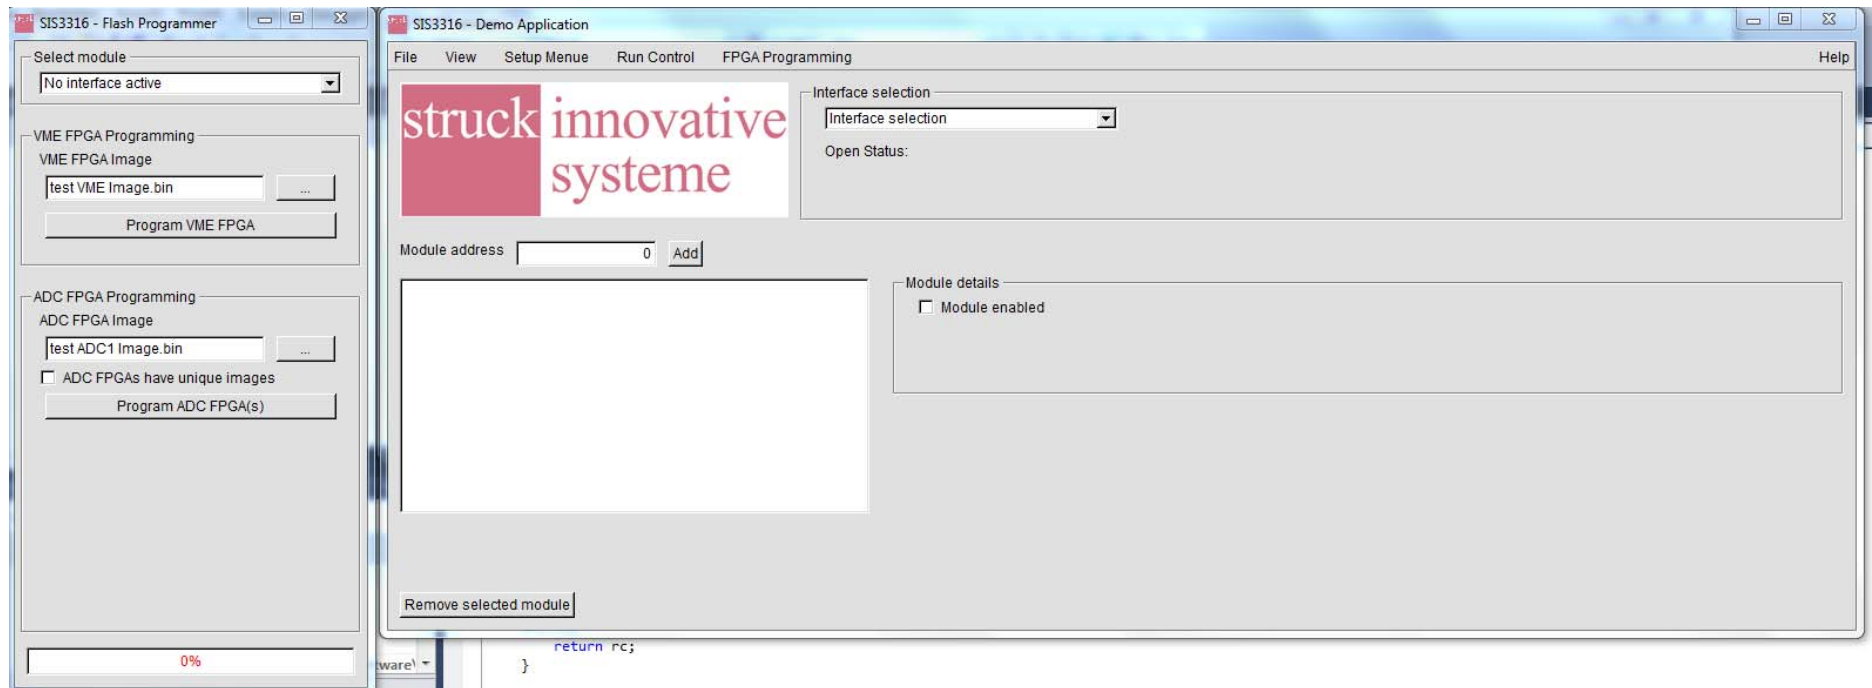 SIS3316 - Flash Programmer
Select module
No interface active
VME FPGA Programming
VME FPGA Image
test VME Image.bin
...
Program VME FPGA
ADC FPGA Programming
ADC FPGA Image
test ADC1 Image.bin
...
ADC FPGAs have unique images
Program ADC FPGA(s)
0%
SIS3316 - Demo Application
File View Setup Menue Run Control FPGA Programming Help
struck innovative
systeme
Interface selection
Interface selection
Open Status:
Module address 0 Add
Module details
Module enabled
Remove selected module
return rc;
ware\
}